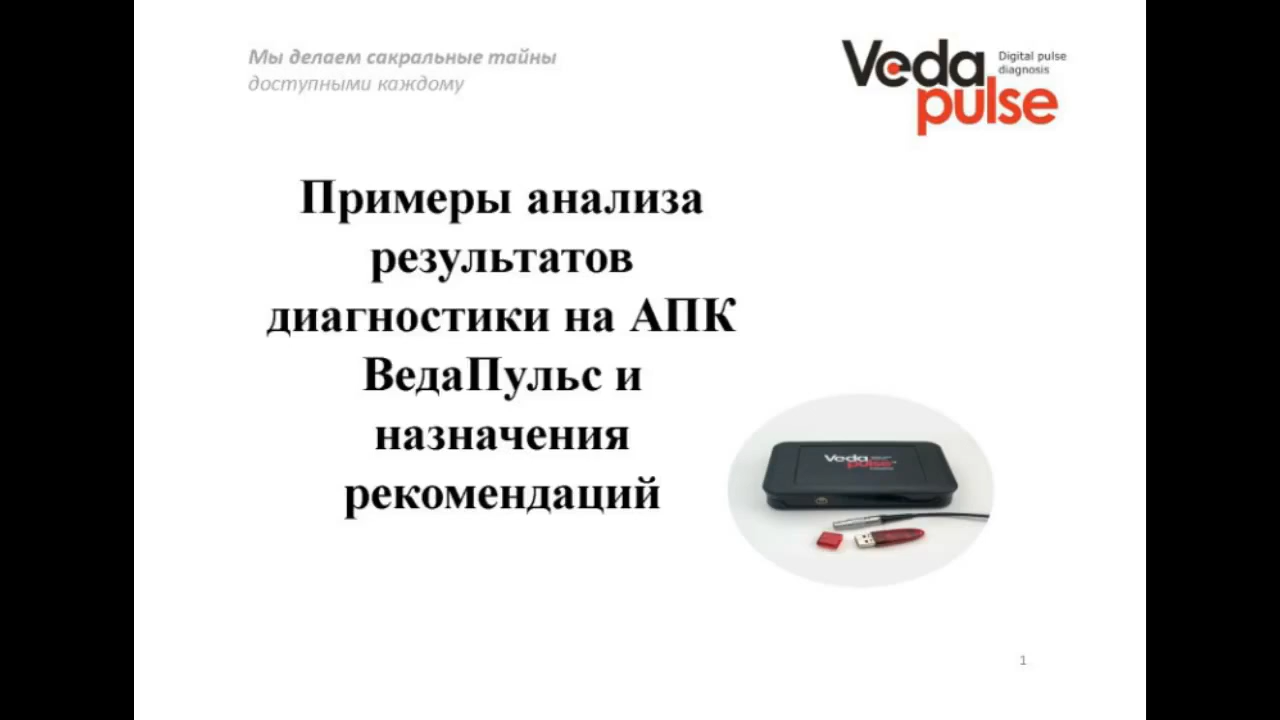 Мы делаем сакральные тайны
доступными каждому
Veda
pulse
Digital pulse
diagnosis
Примеры анализа
результатов
диагностики на АПК
ВедаПульс и
назначения
рекомендаций
Veda
pulse
1